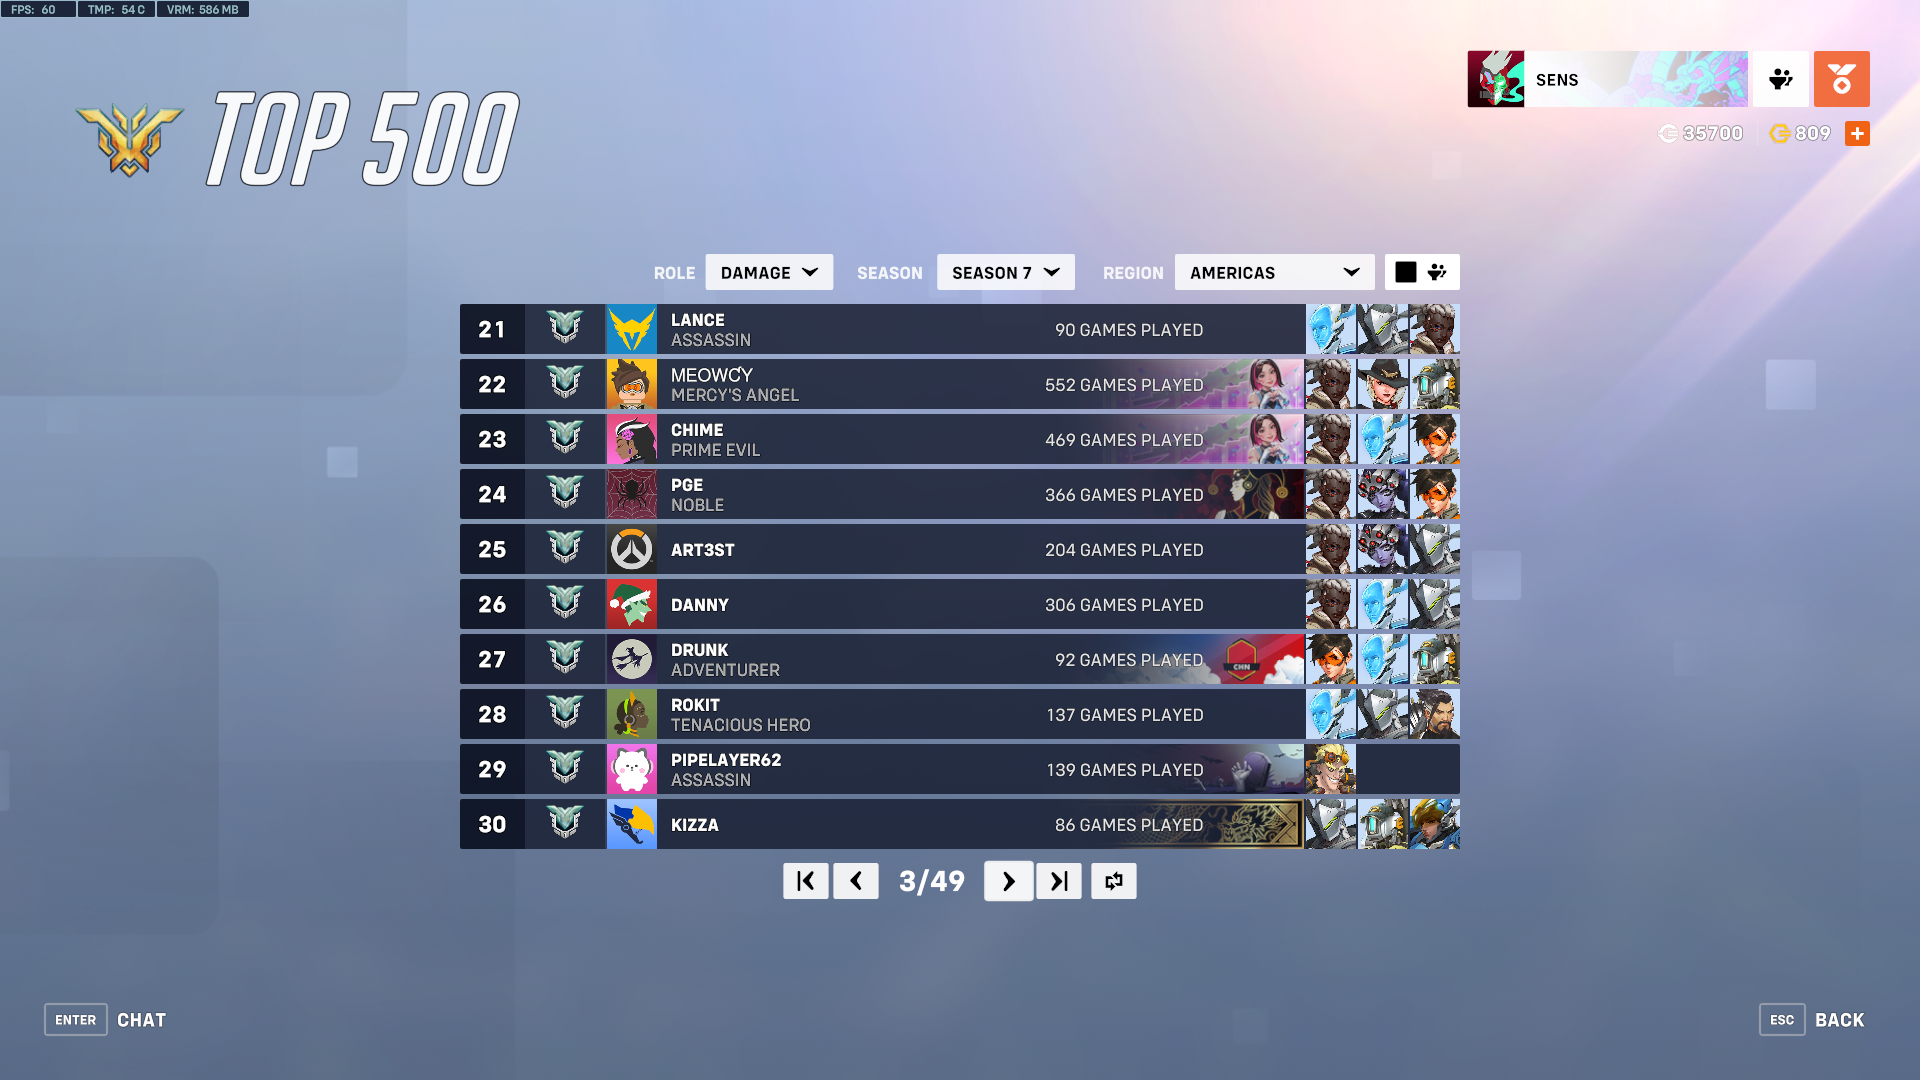 FPS: 60 TMP: 54 C VRM: 586 MB
TOP 500
SENS
35700 809
ROLE DAMAGE SEASON SEASON 7 REGION AMERICAS
21 LANCE 90 GAMES PLAYED
ASSASSIN
22 MEOWCY 552 GAMES PLAYED
MERCY'S ANGEL
23 CHIME 469 GAMES PLAYED
PRIME EVIL
24 PGE 366 GAMES PLAYED
NOBLE
25 ART3ST 204 GAMES PLAYED
26 DANNY 306 GAMES PLAYED
27 DRUNK 92 GAMES PLAYED CHN
ADVENTURER
28 ROKIT 137 GAMES PLAYED
TENACIOUS HERO
29 PIPELAYER62 139 GAMES PLAYED
ASSASSIN
30 KIZZA 86 GAMES PLAYED
3/49
ENTER CHAT
ESC BACK